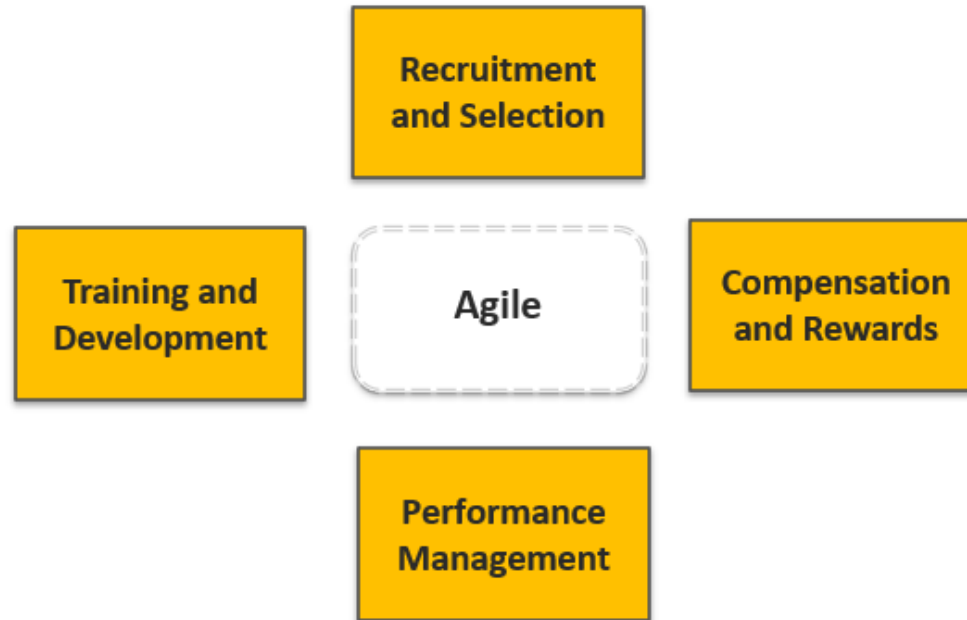 Recruitment
and Selection
Training and
Development
Agile
Compensation
and Rewards
Performance
Management